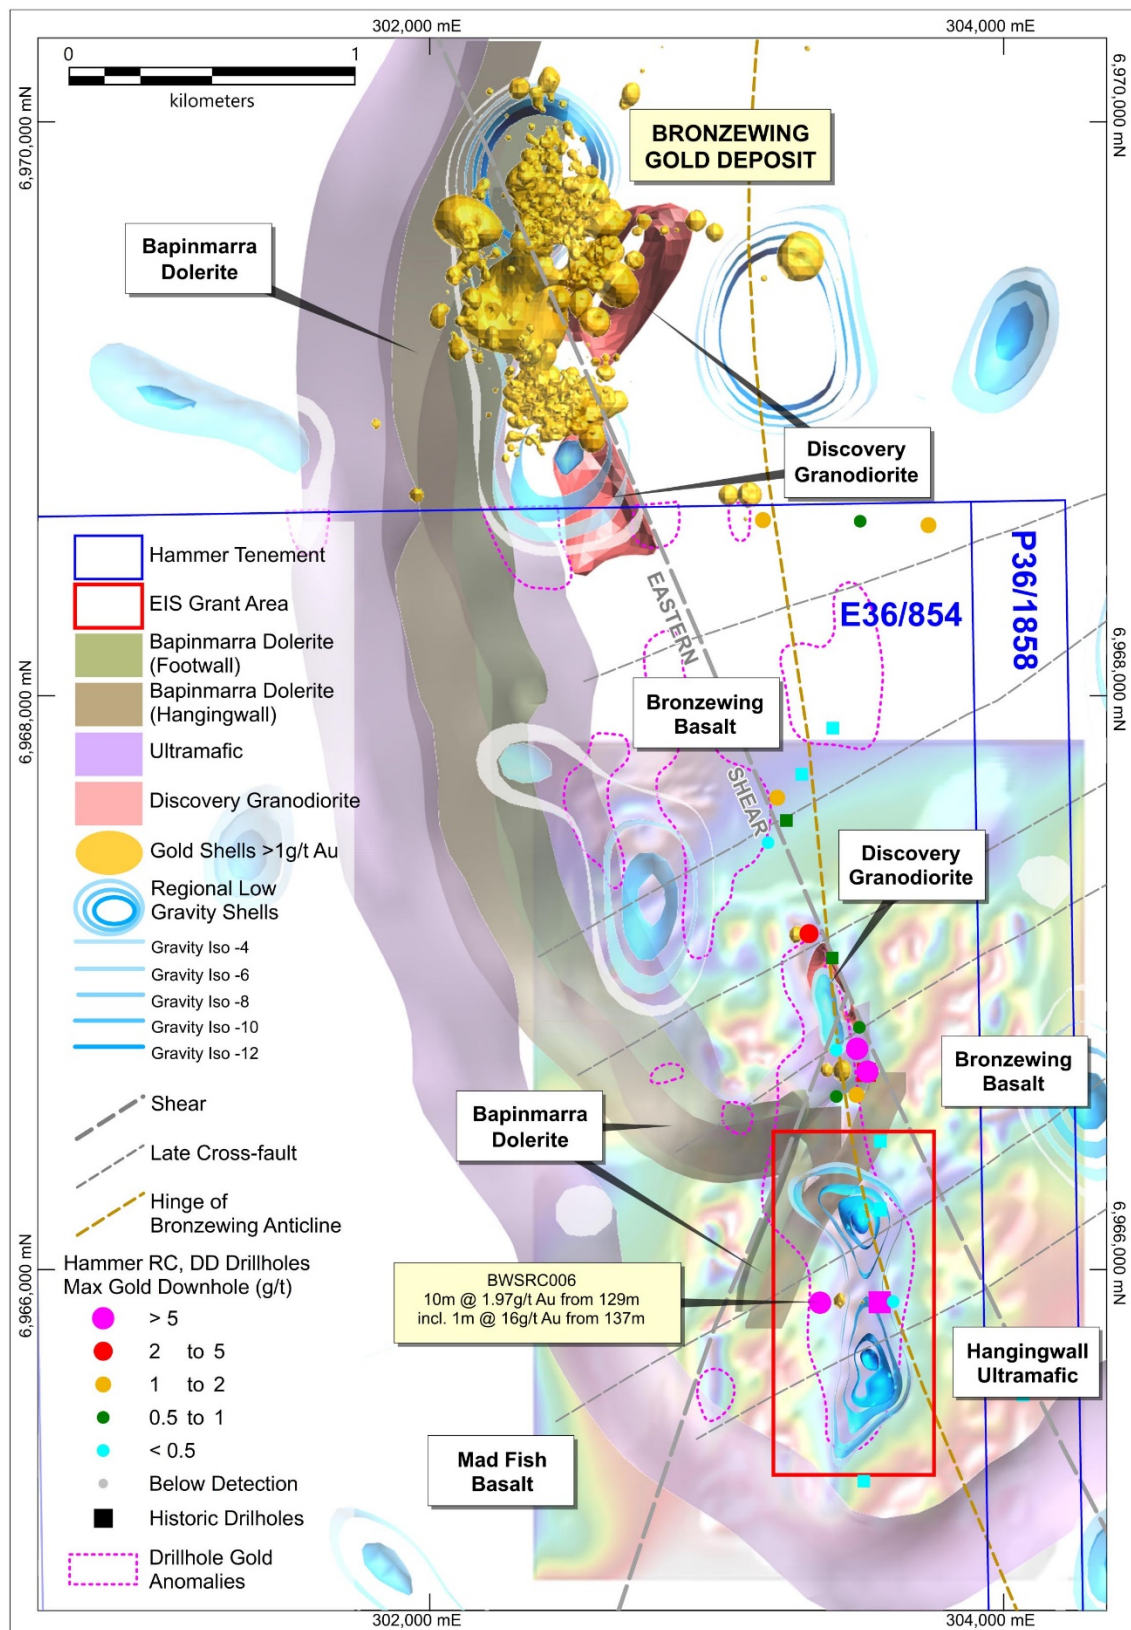 302,000 mE
304,000 mE
0
1
kilometers
6,970,000 mN
6,970,000 mN
BRONZEWING
GOLD DEPOSIT
Bapinmarra
Dolerite
Discovery
Granodiorite
Hammer Tenement
EIS Grant Area
Bapinmarra Dolerite
(Footwall)
Bapinmarra Dolerite
(Hangingwall)
Ultramafic
Discovery Granodiorite
Gold Shells >1g/t Au
Regional Low
Gravity Shells
Gravity Iso -4
Gravity Iso -6
Gravity Iso -8
Gravity Iso -10
Gravity Iso -12
Shear
Late Cross-fault
Hinge of
Bronzewing Anticline
Hammer RC, DD Drillholes
Max Gold Downhole (g/t)
> 5
2 to 5
1 to 2
0.5 to 1
< 0.5
Below Detection
Historic Drilholes
Drillhole Gold
Anomalies
EASTERN
SHEAR
E36/854
P36/1858
6,968,000 mN
6,968,000 mN
Bronzewing
Basalt
Discovery
Granodiorite
Bronzewing
Basalt
Bapinmarra
Dolerite
6,966,000 mN
6,966,000 mN
BWSRC006
10m @ 1.97g/t Au from 129m
incl. 1m @ 16g/t Au from 137m
Hangingwall
Ultramafic
Mad Fish
Basalt
302,000 mE
304,000 mE